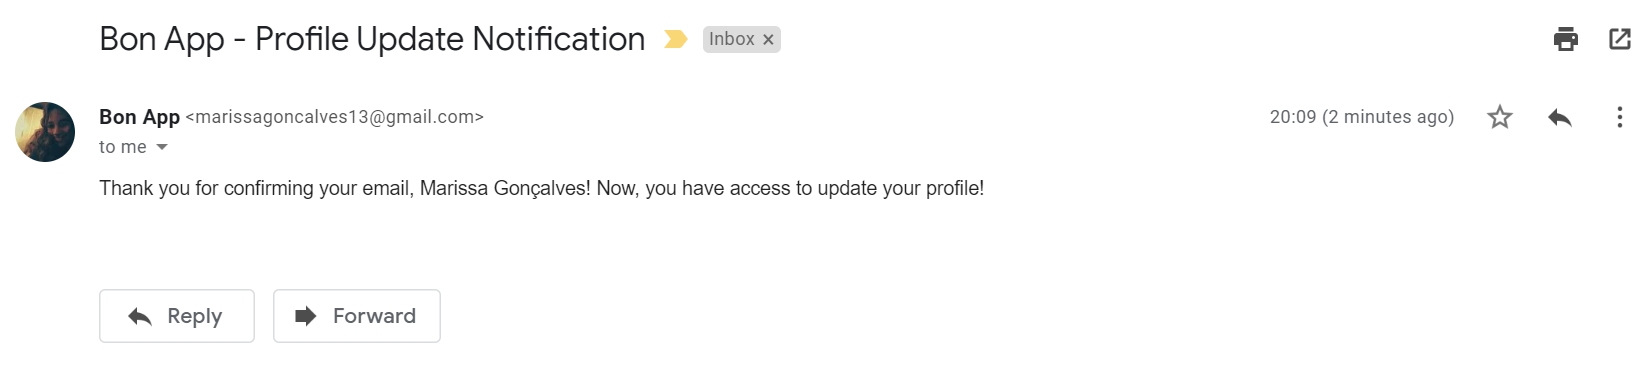 Bon App - Profile Update Notification
Inbox ×
Bon App <marissagoncalves13@gmail.com>
20:09 (2 minutes ago)
to me
Thank you for confirming your email, Marissa Gonçalves! Now, you have access to update your profile!
Reply
Forward